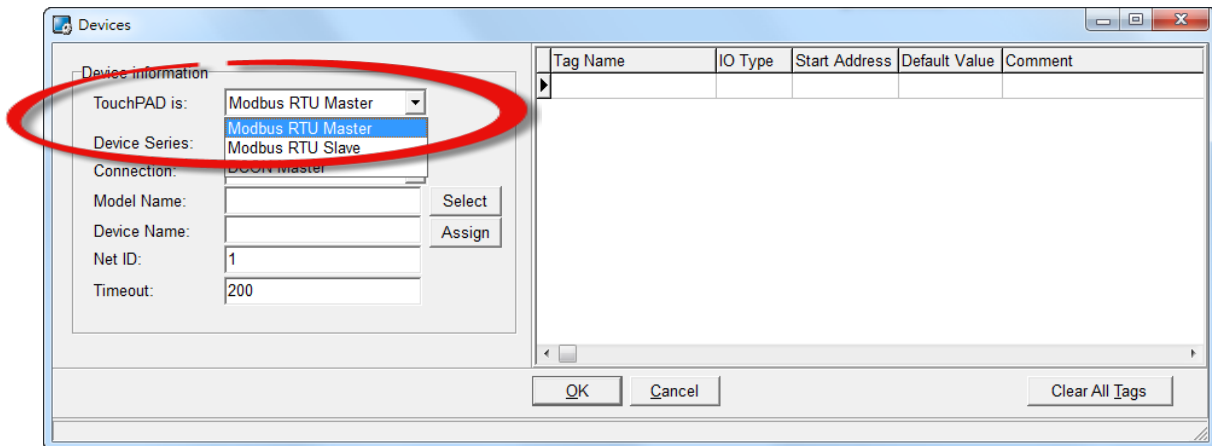 Devices
Device Information
TouchPAD is: Modbus RTU Master
Modbus RTU Master
Device Series: Modbus RTU Slave
Connection: DCON Master
Model Name: Select
Device Name: Assign
Net ID: 1
Timeout: 200
Tag Name IO Type Start Address Default Value Comment
OK Cancel Clear All Tags